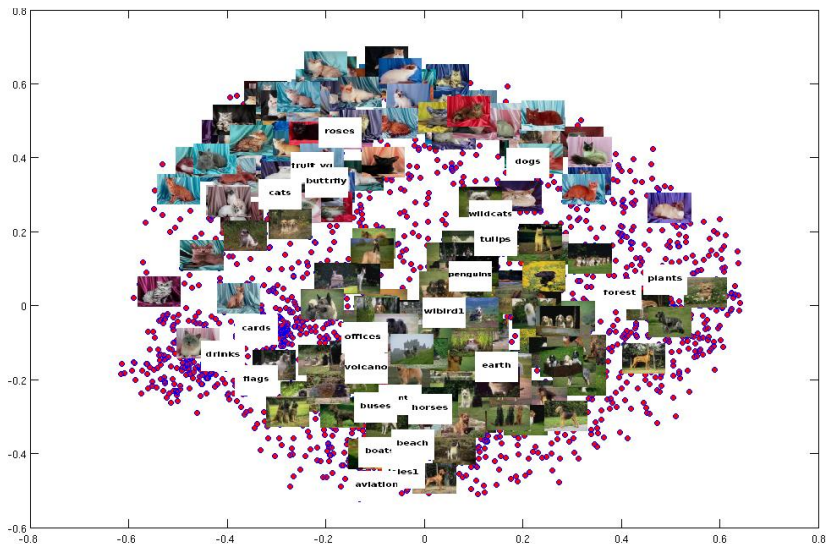 0.8
0.6
0.4
0.2
0
-0.2
-0.4
-0.6
-0.8
-0.6
-0.4
-0.2
0
0.2
0.4
0.6
0.8
roses
dogs
cats
buttrfly
wildcats
tulips
penguins
plants
forest
wlbird1
cards
offices
drinks
volcano
earth
flags
buses
horses
beach
boats
aviation